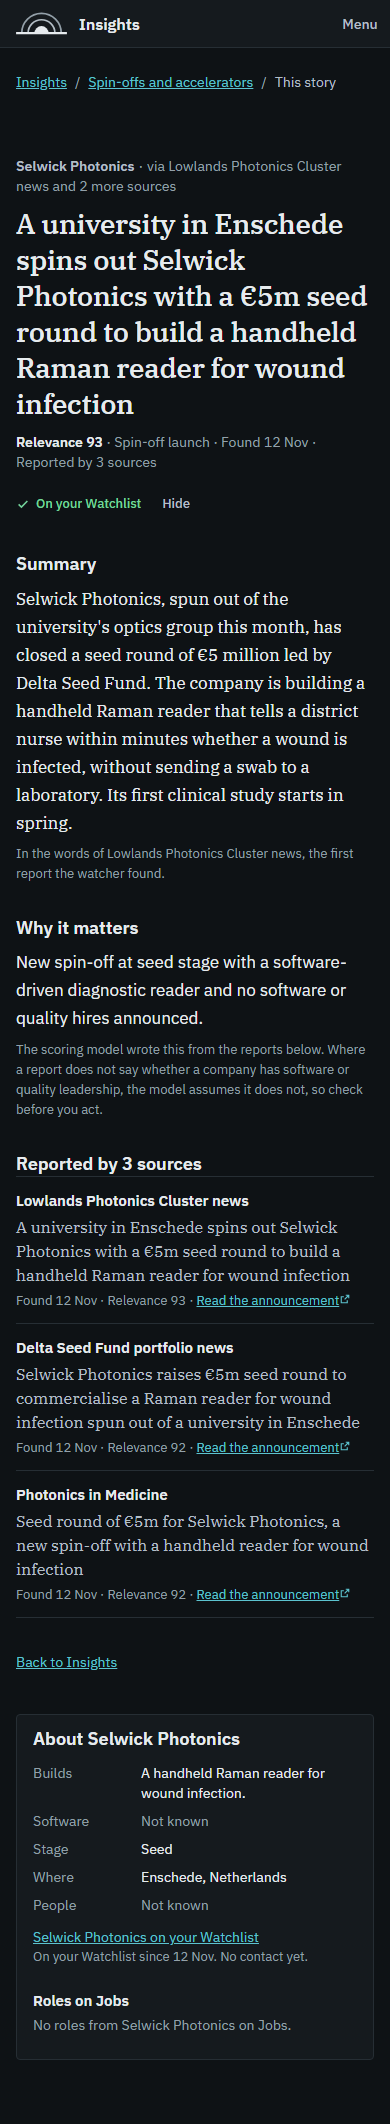 Insights
Menu
Insights / Spin-offs and accelerators / This story
Selwick Photonics · via Lowlands Photonics Cluster
news and 2 more sources
A university in Enschede
spins out Selwick
Photonics with a €5m seed
round to build a handheld
Raman reader for wound
infection
Relevance 93 · Spin-off launch · Found 12 Nov ·
Reported by 3 sources
On your Watchlist
Hide
Summary
Selwick Photonics, spun out of the
university's optics group this month, has
closed a seed round of €5 million led by
Delta Seed Fund. The company is building a
handheld Raman reader that tells a district
nurse within minutes whether a wound is
infected, without sending a swab to a
laboratory. Its first clinical study starts in
spring.
In the words of Lowlands Photonics Cluster news, the first
report the watcher found.
Why it matters
New spin-off at seed stage with a software-
driven diagnostic reader and no software or
quality hires announced.
The scoring model wrote this from the reports below. Where
a report does not say whether a company has software or
quality leadership, the model assumes it does not, so check
before you act.
Reported by 3 sources
Lowlands Photonics Cluster news
A university in Enschede spins out Selwick
Photonics with a €5m seed round to build a
handheld Raman reader for wound infection
Found 12 Nov · Relevance 93 · Read the announcement
Delta Seed Fund portfolio news
Selwick Photonics raises €5m seed round to
commercialise a Raman reader for wound
infection spun out of a university in Enschede
Found 12 Nov · Relevance 92 · Read the announcement
Photonics in Medicine
Seed round of €5m for Selwick Photonics, a
new spin-off with a handheld reader for wound
infection
Found 12 Nov · Relevance 92 · Read the announcement
Back to Insights
About Selwick Photonics
Builds A handheld Raman reader for
wound infection.
Software Not known
Stage Seed
Where Enschede, Netherlands
People Not known
Selwick Photonics on your Watchlist
On your Watchlist since 12 Nov. No contact yet.
Roles on Jobs
No roles from Selwick Photonics on Jobs.